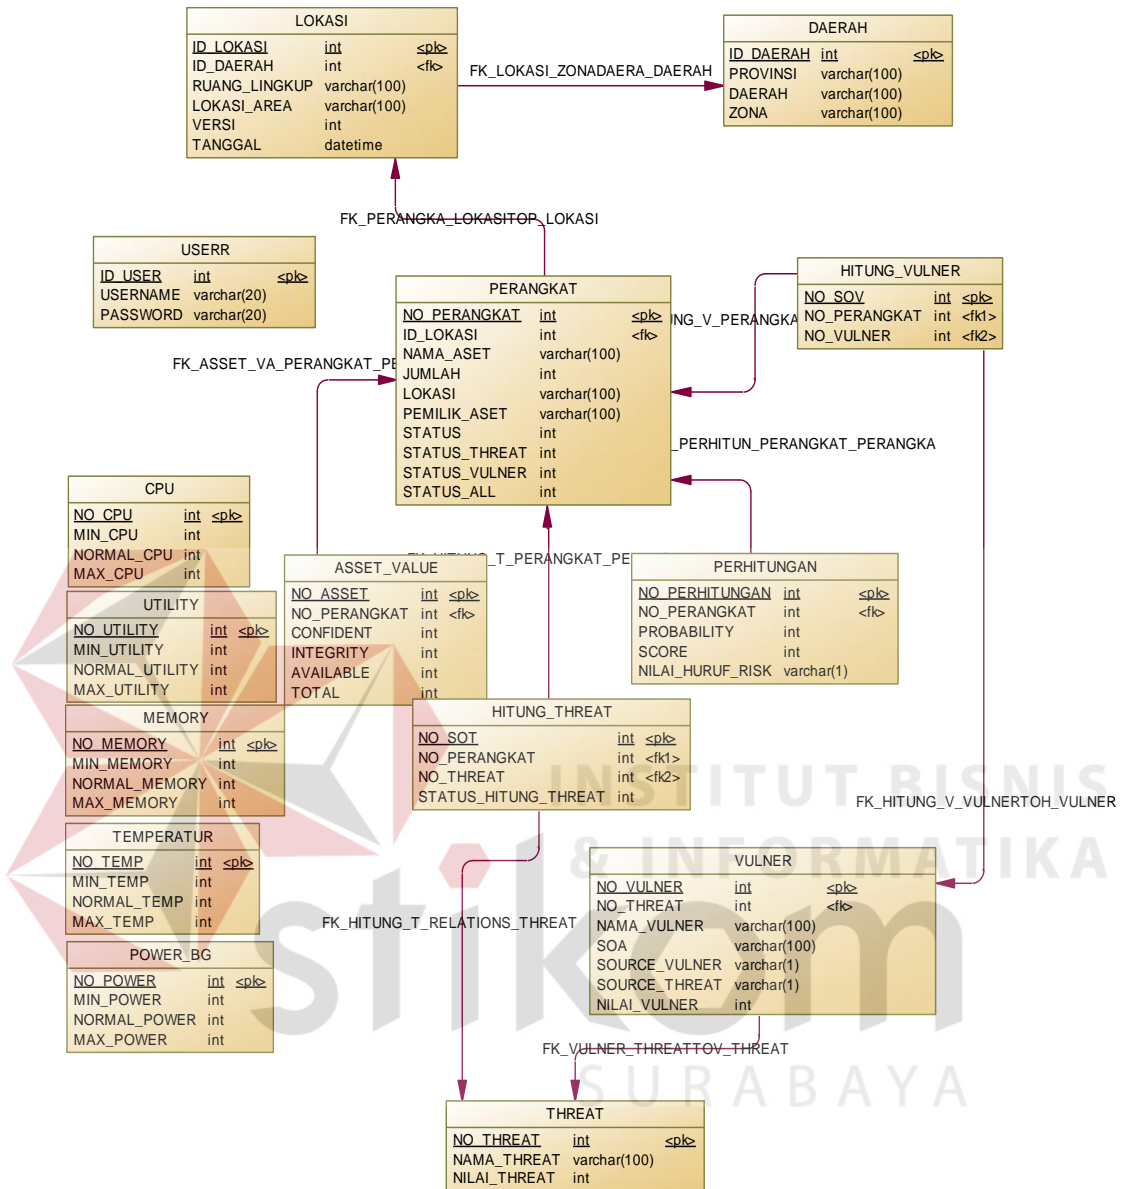 LOKASI
ID_LOKASI int <pk>
ID_DAERAH int <fk>
RUANG_LINGKUP varchar(100)
LOKASI_AREA varchar(100)
VERSI int
TANGGAL datetime
FK_LOKASI_ZONADAERA_DAERAH
DAERAH
ID_DAERAH int <pk>
PROVINSI varchar(100)
DAERAH varchar(100)
ZONA varchar(100)
FK_PERANGKA_LOKASITOP_LOKASI
USERR
ID_USER int <pk>
USERNAME varchar(20)
PASSWORD varchar(20)
PERANGKAT
NO_PERANGKAT int <pk>
ID_LOKASI int <fk>
NAMA_ASET varchar(100)
JUMLAH int
LOKASI varchar(100)
PEMILIK_ASET varchar(100)
STATUS int
STATUS_THREAT int
STATUS_VULNER int
STATUS_ALL int
NG_V_PERANGKA
HITUNG_VULNER
NO_SOV int <pk>
NO_PERANGKAT int <fk1>
NO_VULNER int <fk2>
FK_ASSET_VA_PERANGKAT_PE
_PERHITUN_PERANGKAT_PERANGKA
CPU
NO_CPU int <pk>
MIN_CPU int
NORMAL_CPU int
MAX_CPU int
FK_HITUNG_T_PERANGKAT_PE
ASSET_VALUE
NO_ASSET int <pk>
NO_PERANGKAT int <fk>
CONFIDENT int
INTEGRITY int
AVAILABLE int
TOTAL int
PERHITUNGAN
NO_PERHITUNGAN int <pk>
NO_PERANGKAT int <fk>
PROBABILITY int
SCORE int
NILAI_HURUF_RISK varchar(1)
UTILITY
NO_UTILITY int <pk>
MIN_UTILITY int
NORMAL_UTILITY int
MAX_UTILITY int
HITUNG_THREAT
NO_SOT int <pk>
NO_PERANGKAT int <fk1>
NO_THREAT int <fk2>
STATUS_HITUNG_THREAT int
MEMORY
NO_MEMORY int <pk>
MIN_MEMORY int
NORMAL_MEMORY int
MAX_MEMORY int
INSTITUT BISNIS
& INFORMATIKA
FK_HITUNG_V_VULNERTOH_VULNER
TEMPERATUR
NO_TEMP int <pk>
MIN_TEMP int
NORMAL_TEMP int
MAX_TEMP int
stikom
FK_HITUNG_T_RELATIONS_THREAT
VULNER
NO_VULNER int <pk>
NO_THREAT int <fk>
NAMA_VULNER varchar(100)
SOA varchar(100)
SOURCE_VULNER varchar(1)
SOURCE_THREAT varchar(1)
NILAI_VULNER int
POWER_BG
NO_POWER int <pk>
MIN_POWER int
NORMAL_POWER int
MAX_POWER int
FK_VULNER_THREATTOV_THREAT
SURABAYA
THREAT
NO_THREAT int <pk>
NAMA_THREAT varchar(100)
NILAI_THREAT int